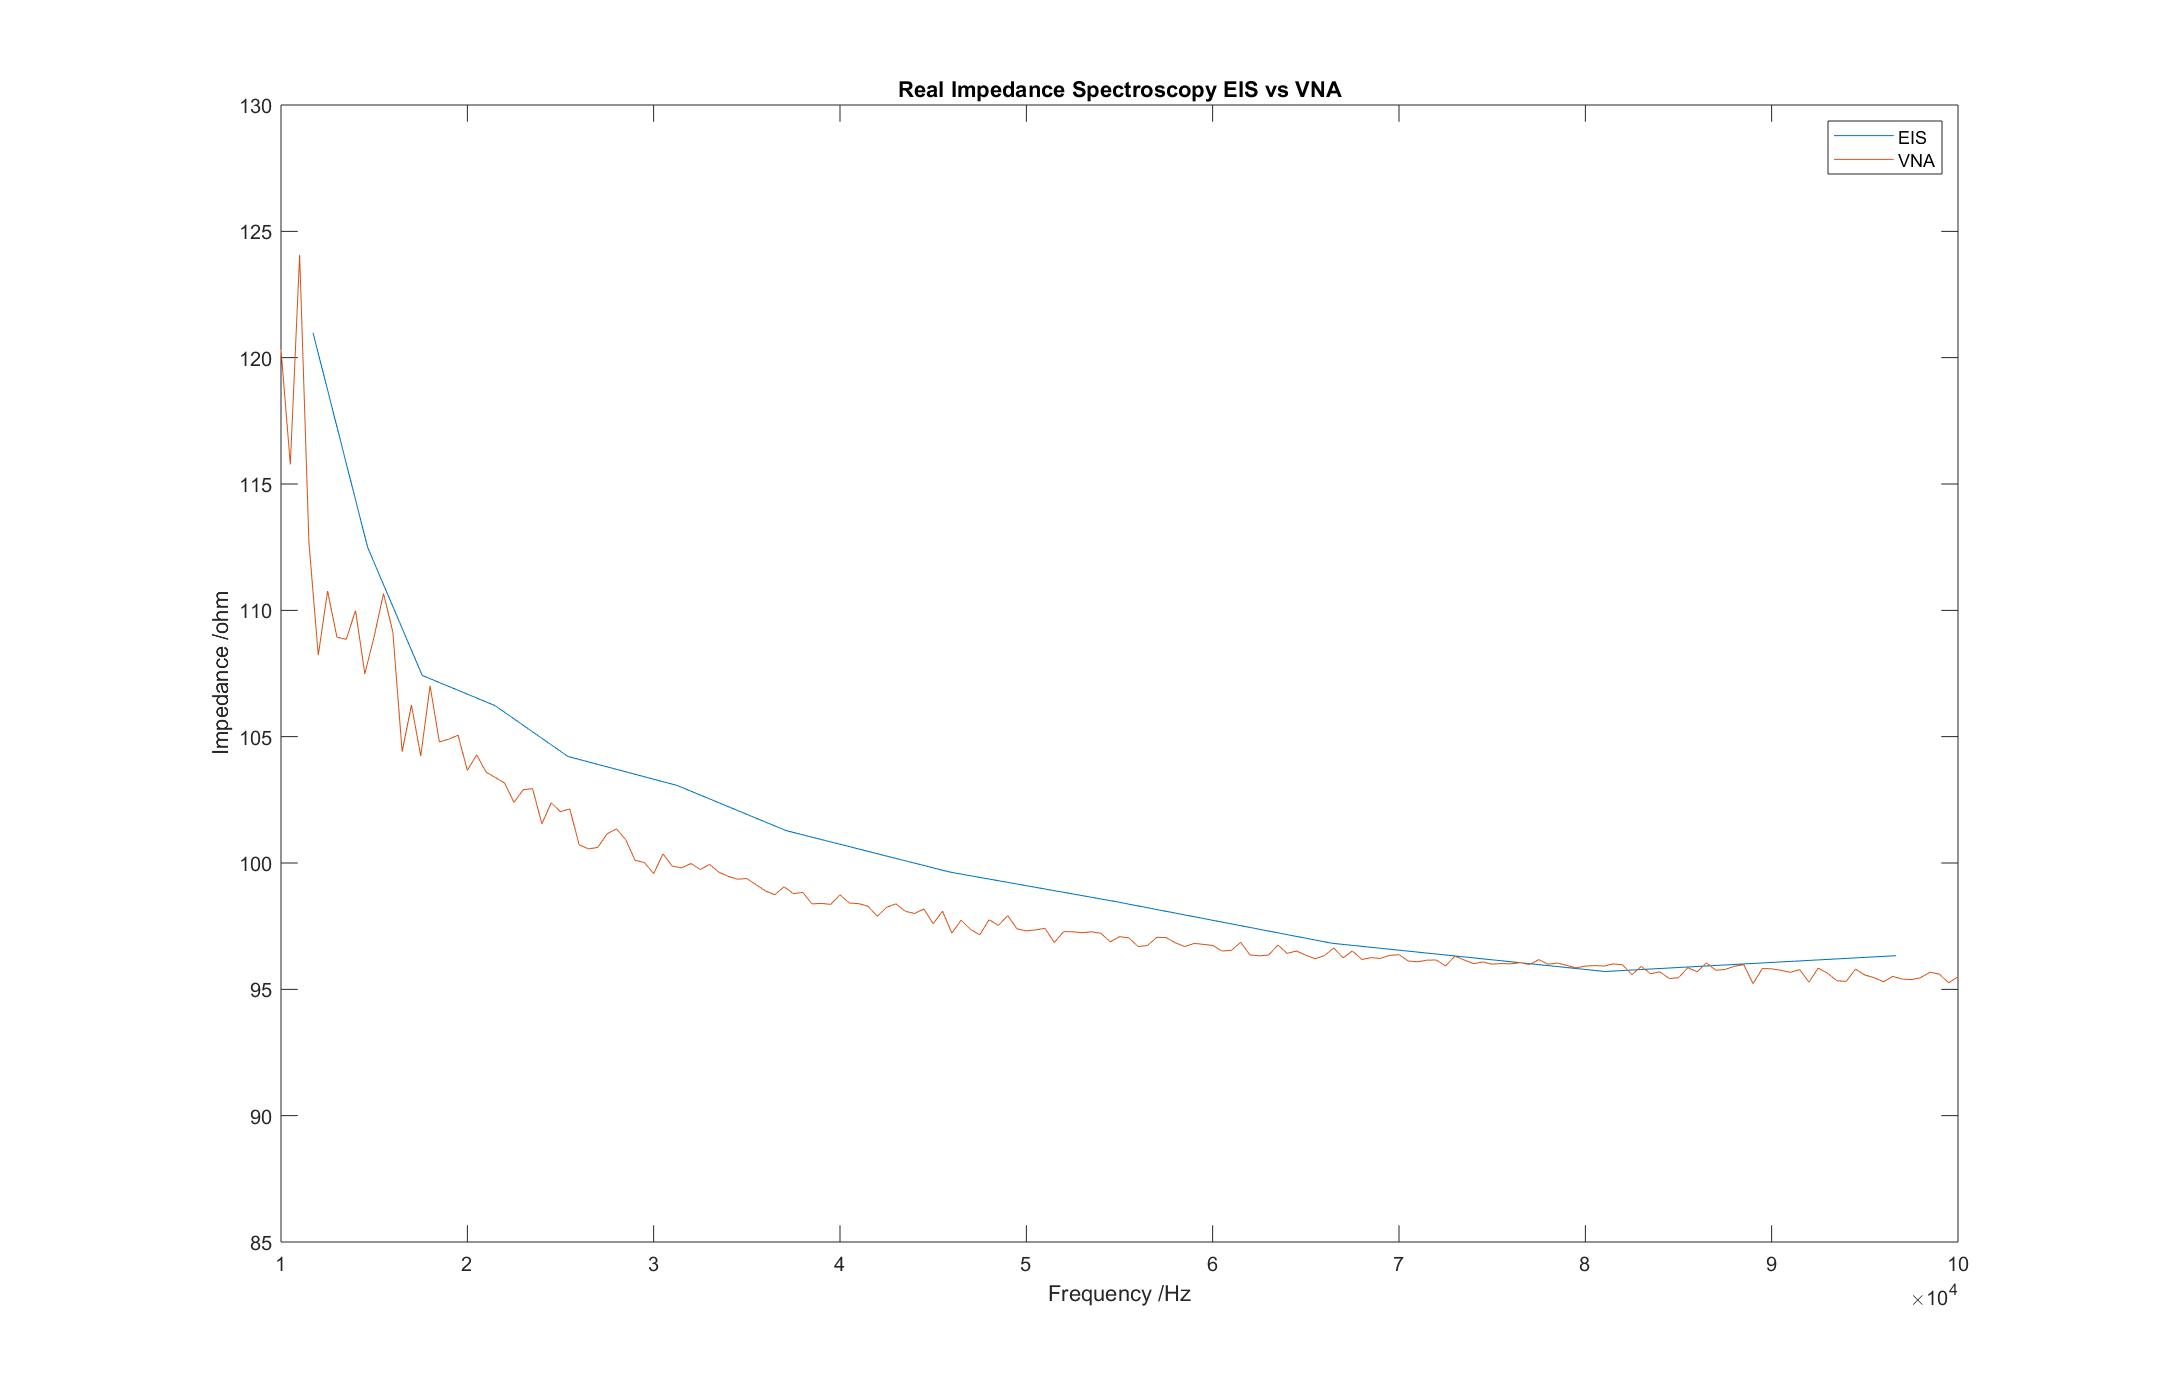 Real Impedance Spectroscopy EIS vs VNA
EIS
VNA
130
125
120
115
110
105
100
95
90
85
Impedance /ohm
1 2 3 4 5 6 7 8 9 10
Frequency /Hz
×10⁴